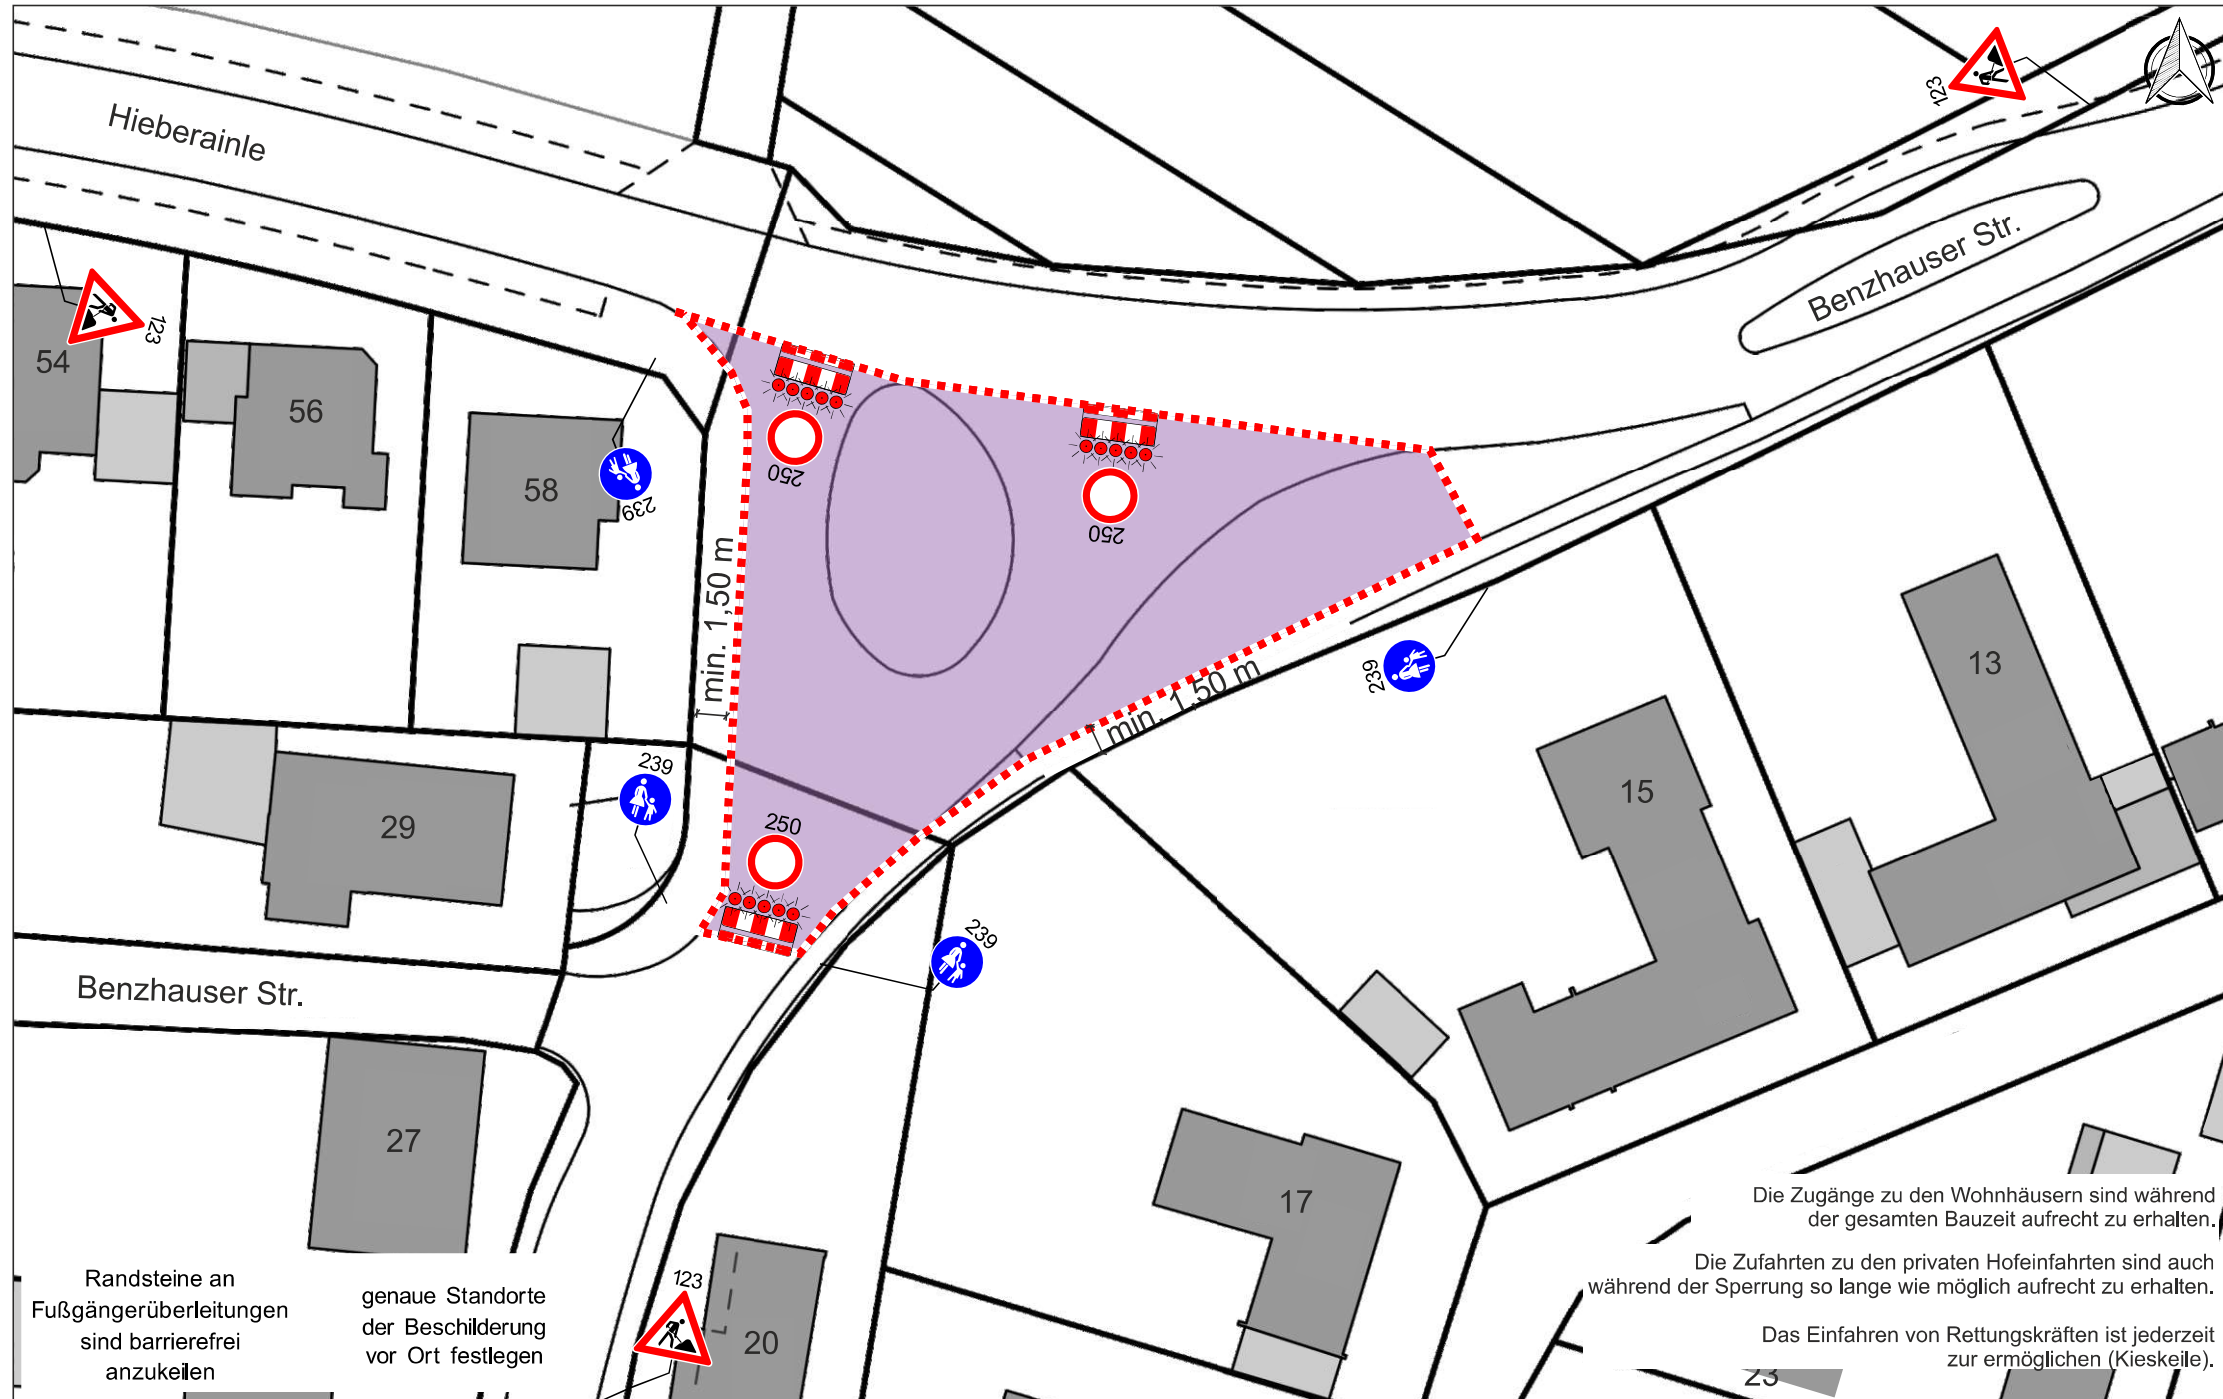 Hieberainle
123
Benzhauser Str.
123
54
56
58
250
250
239
min. 1,50 m
13
239
min. 1,50 m
239
15
29
250
239
Benzhauser Str.
27
17
Die Zugänge zu den Wohnhäusern sind während
der gesamten Bauzeit aufrecht zu erhalten.
Die Zufahrten zu den privaten Hofeinfahrten sind auch
während der Sperrung so lange wie möglich aufrecht zu erhalten.
Das Einfahren von Rettungskräften ist jederzeit
zur ermöglichen (Kieskeile).
23
Randsteine an
Fußgängerüberleitungen
sind barrierefrei
anzukeilen
genaue Standorte
der Beschilderung
vor Ort festlegen
123
20